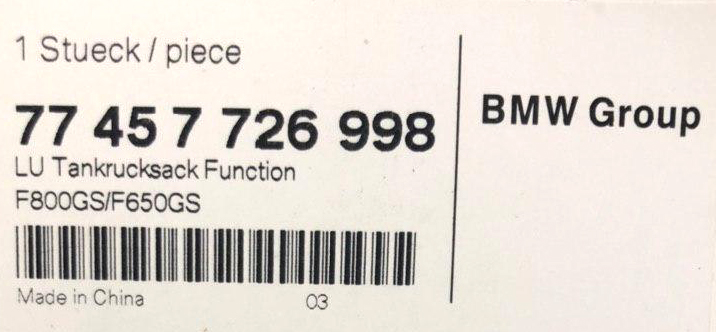 1 Stueck / piece
77 45 7 726 998
LU Tankrucksack Function
F800GS/F650GS
Made in China 03
BMW Group